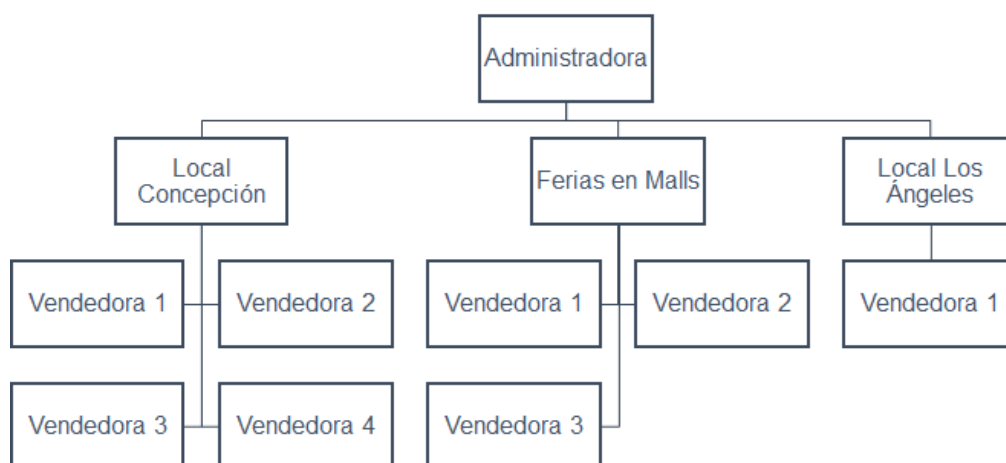 Administradora
Local
Concepción
Ferias en Malls
Local Los
Ángeles
Vendedora 1
Vendedora 2
Vendedora 1
Vendedora 2
Vendedora 1
Vendedora 3
Vendedora 4
Vendedora 3